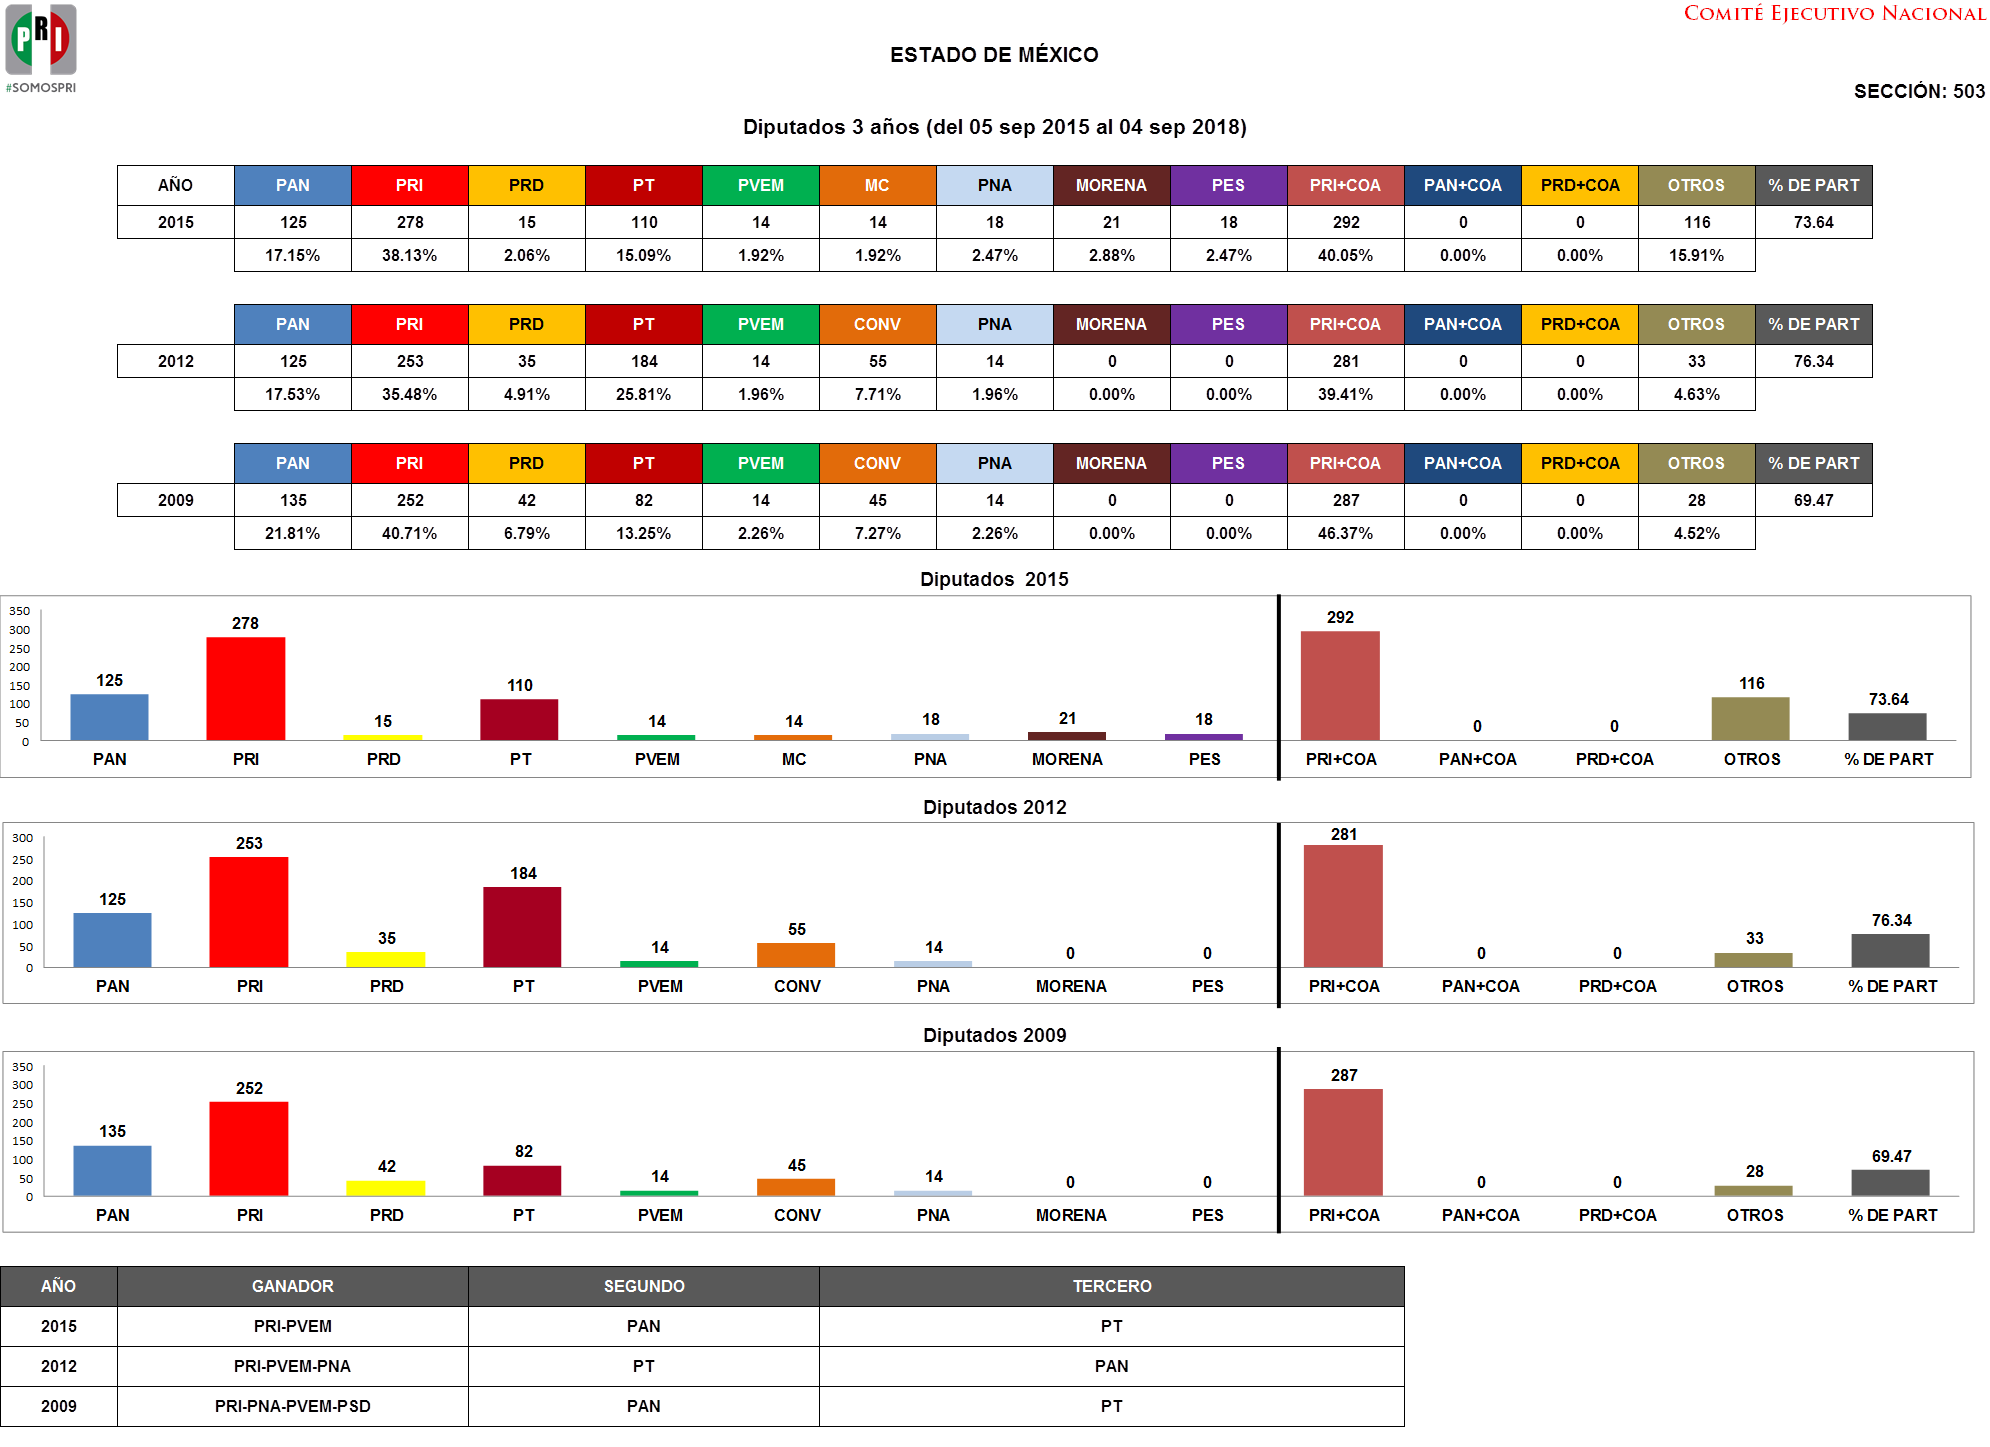 PRI
#SOMOSPRI
COMITÉ EJECUTIVO NACIONAL
ESTADO DE MÉXICO
SECCIÓN: 503
Diputados 3 años (del 05 sep 2015 al 04 sep 2018)
AÑO PAN PRI PRD PT PVEM MC PNA MORENA PES PRI+COA PAN+COA PRD+COA OTROS % DE PART
2015 125 278 15 110 14 14 18 21 18 292 0 0 116 73.64
17.15% 38.13% 2.06% 15.09% 1.92% 1.92% 2.47% 2.88% 2.47% 40.05% 0.00% 0.00% 15.91%
PAN PRI PRD PT PVEM CONV PNA MORENA PES PRI+COA PAN+COA PRD+COA OTROS % DE PART
2012 125 253 35 184 14 55 14 0 0 281 0 0 33 76.34
17.53% 35.48% 4.91% 25.81% 1.96% 7.71% 1.96% 0.00% 0.00% 39.41% 0.00% 0.00% 4.63%
PAN PRI PRD PT PVEM CONV PNA MORENA PES PRI+COA PAN+COA PRD+COA OTROS % DE PART
2009 135 252 42 82 14 45 14 0 0 287 0 0 28 69.47
21.81% 40.71% 6.79% 13.25% 2.26% 7.27% 2.26% 0.00% 0.00% 46.37% 0.00% 0.00% 4.52%
Diputados 2015
350
300
250
200
150
100
50
0
125 278 15 110 14 14 18 21 18 292 0 0 116 73.64
PAN PRI PRD PT PVEM MC PNA MORENA PES PRI+COA PAN+COA PRD+COA OTROS % DE PART
Diputados 2012
300
250
200
150
100
50
0
125 253 35 184 14 55 14 0 0 281 0 0 33 76.34
PAN PRI PRD PT PVEM CONV PNA MORENA PES PRI+COA PAN+COA PRD+COA OTROS % DE PART
Diputados 2009
350
300
250
200
150
100
50
0
135 252 42 82 14 45 14 0 0 287 0 0 28 69.47
PAN PRI PRD PT PVEM CONV PNA MORENA PES PRI+COA PAN+COA PRD+COA OTROS % DE PART
AÑO GANADOR SEGUNDO TERCERO
2015 PRI-PVEM PAN PT
2012 PRI-PVEM-PNA PT PAN
2009 PRI-PNA-PVEM-PSD PAN PT